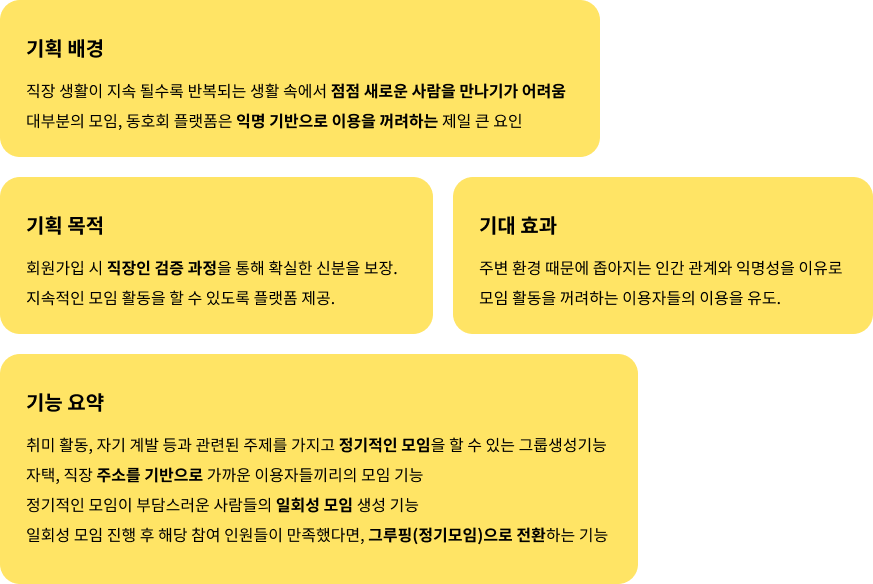 기획 배경
직장 생활이 지속 될수록 반복되는 생활 속에서 점점 새로운 사람을 만나기가 어려움
대부분의 모임, 동호회 플랫폼은 익명 기반으로 이용을 꺼려하는 제일 큰 요인
기획 목적
회원가입 시 직장인 검증 과정을 통해 확실한 신분을 보장.
지속적인 모임 활동을 할 수 있도록 플랫폼 제공.
기대 효과
주변 환경 때문에 좁아지는 인간 관계와 익명성을 이유로
모임 활동을 꺼려하는 이용자들의 이용을 유도.
기능 요약
취미 활동, 자기 계발 등과 관련된 주제를 가지고 정기적인 모임을 할 수 있는 그룹생성기능
자택, 직장 주소를 기반으로 가까운 이용자들끼리의 모임 기능
정기적인 모임이 부담스러운 사람들의 일회성 모임 생성 기능
일회성 모임 진행 후 해당 참여 인원들이 만족했다면, 그루핑(정기모임)으로 전환하는 기능